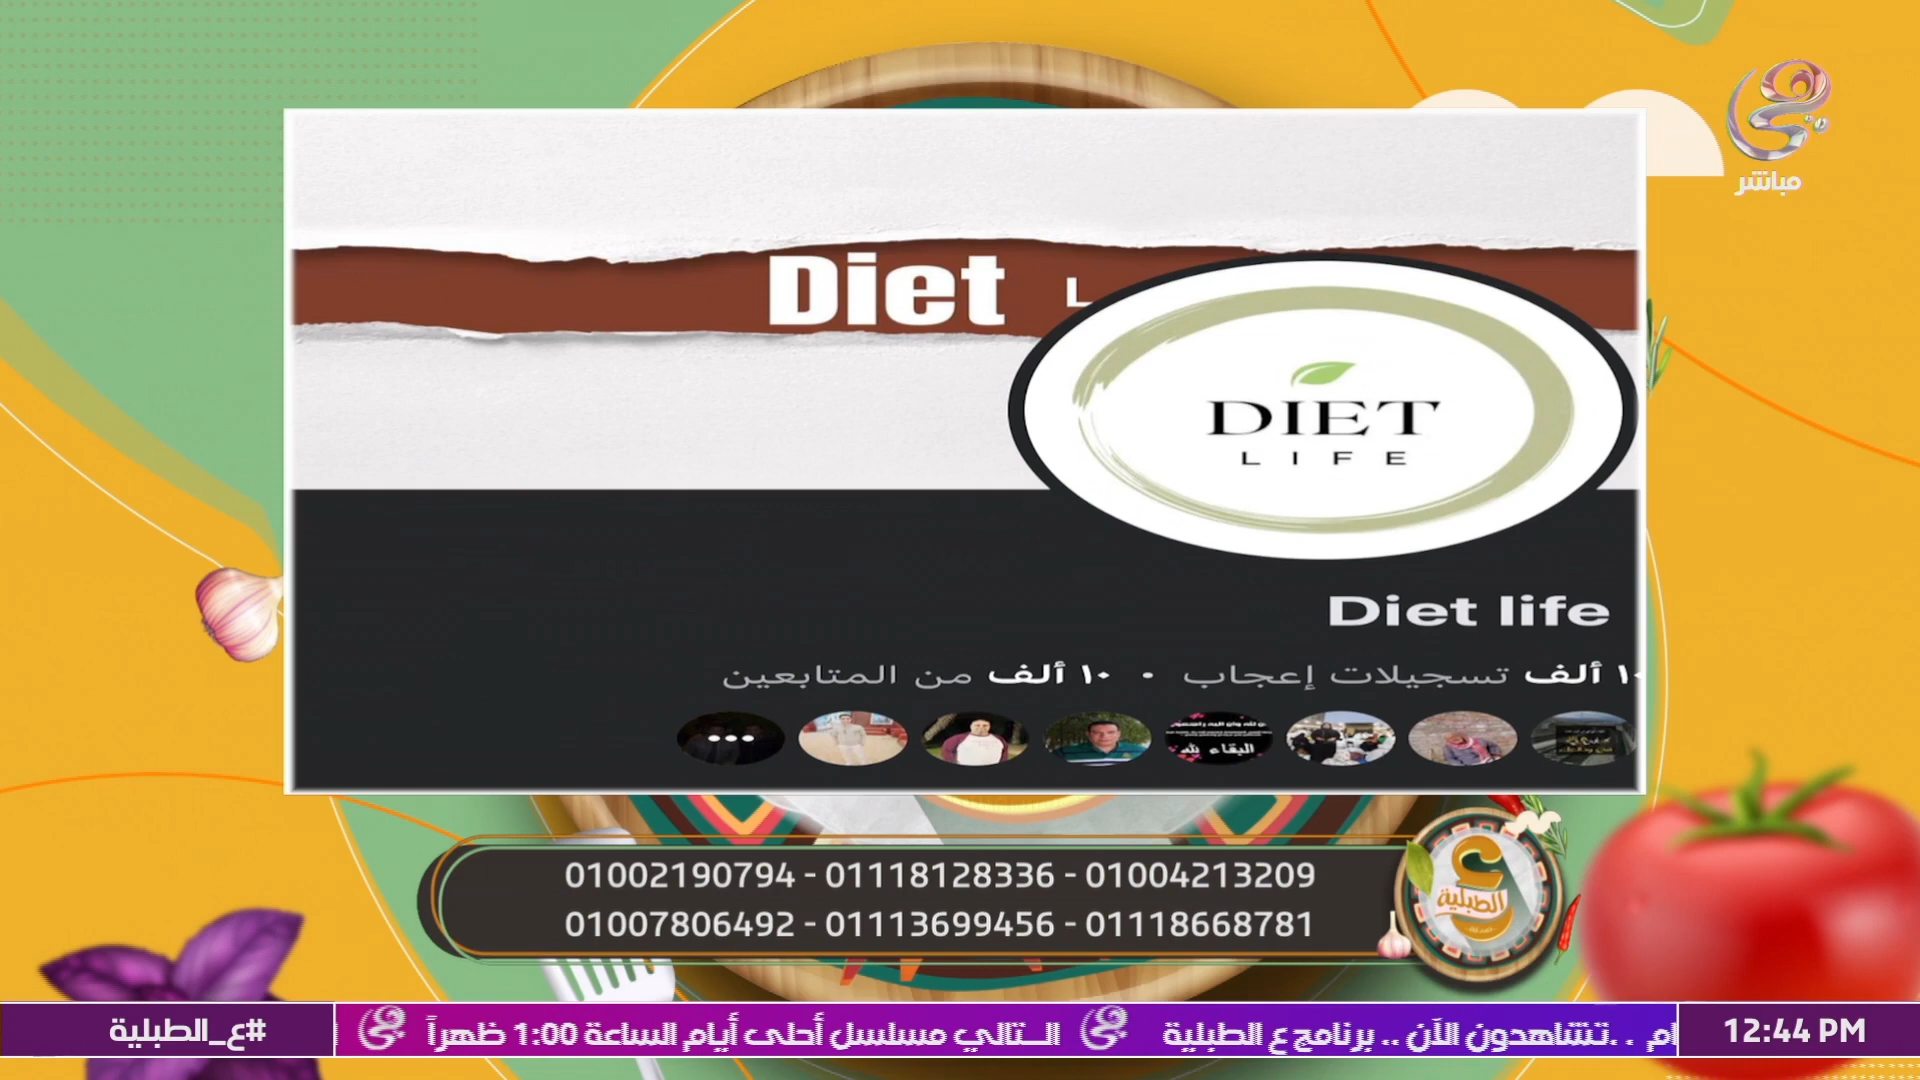 مباشر
Diet L
DIET
LIFE
Diet life
١٠ ألف تسجيلات إعجاب • ١٠ ألف من المتابعين
البقاء لله
01002190794 - 01118128336 - 01004213209
01007806492 - 01113699456 - 01118668781
ع الطبلية
#ع_الطبلية
ام . .تشاهدون الآن .. برنامج ع الطبلية
الـتالي مسلسل أحلى أيام الساعة 1:00 ظهراً
12:44 PM